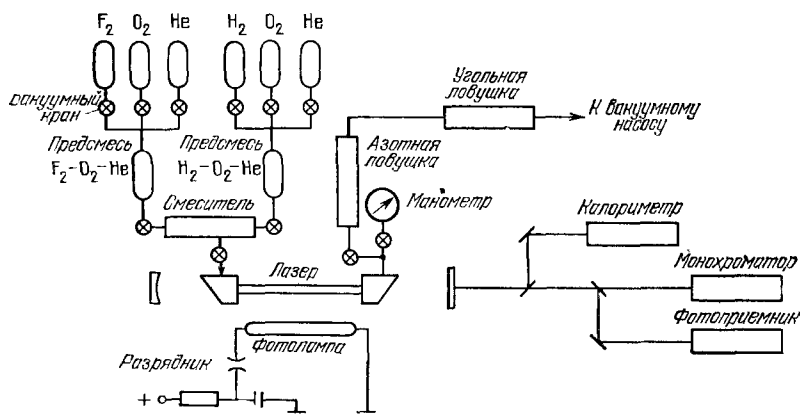 F₂ O₂ He H₂ O₂ He
Вакуумный
кран
Предсмесь
F₂-O₂-He
Предсмесь
H₂-O₂-He
Смеситель
Лазер
Азотная
ловушка
Угольная
ловушка
К вакуумному
насосу
Манометр
Калориметр
Монохроматор
Фотоприемник
Фотолампа
Разрядник
+